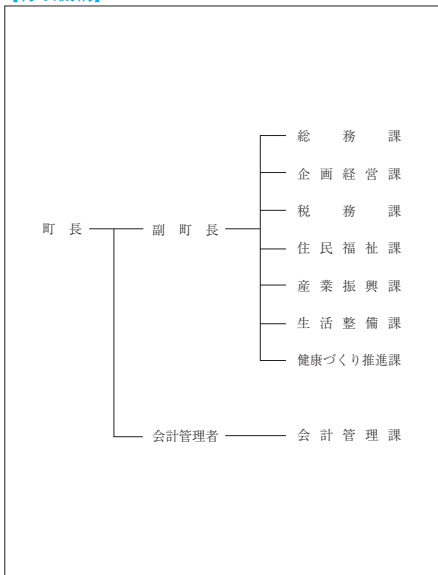 総務課
企画経営課
税務課
町長 副町長 住民福祉課
産業振興課
生活整備課
健康づくり推進課
会計管理者 会計管理課